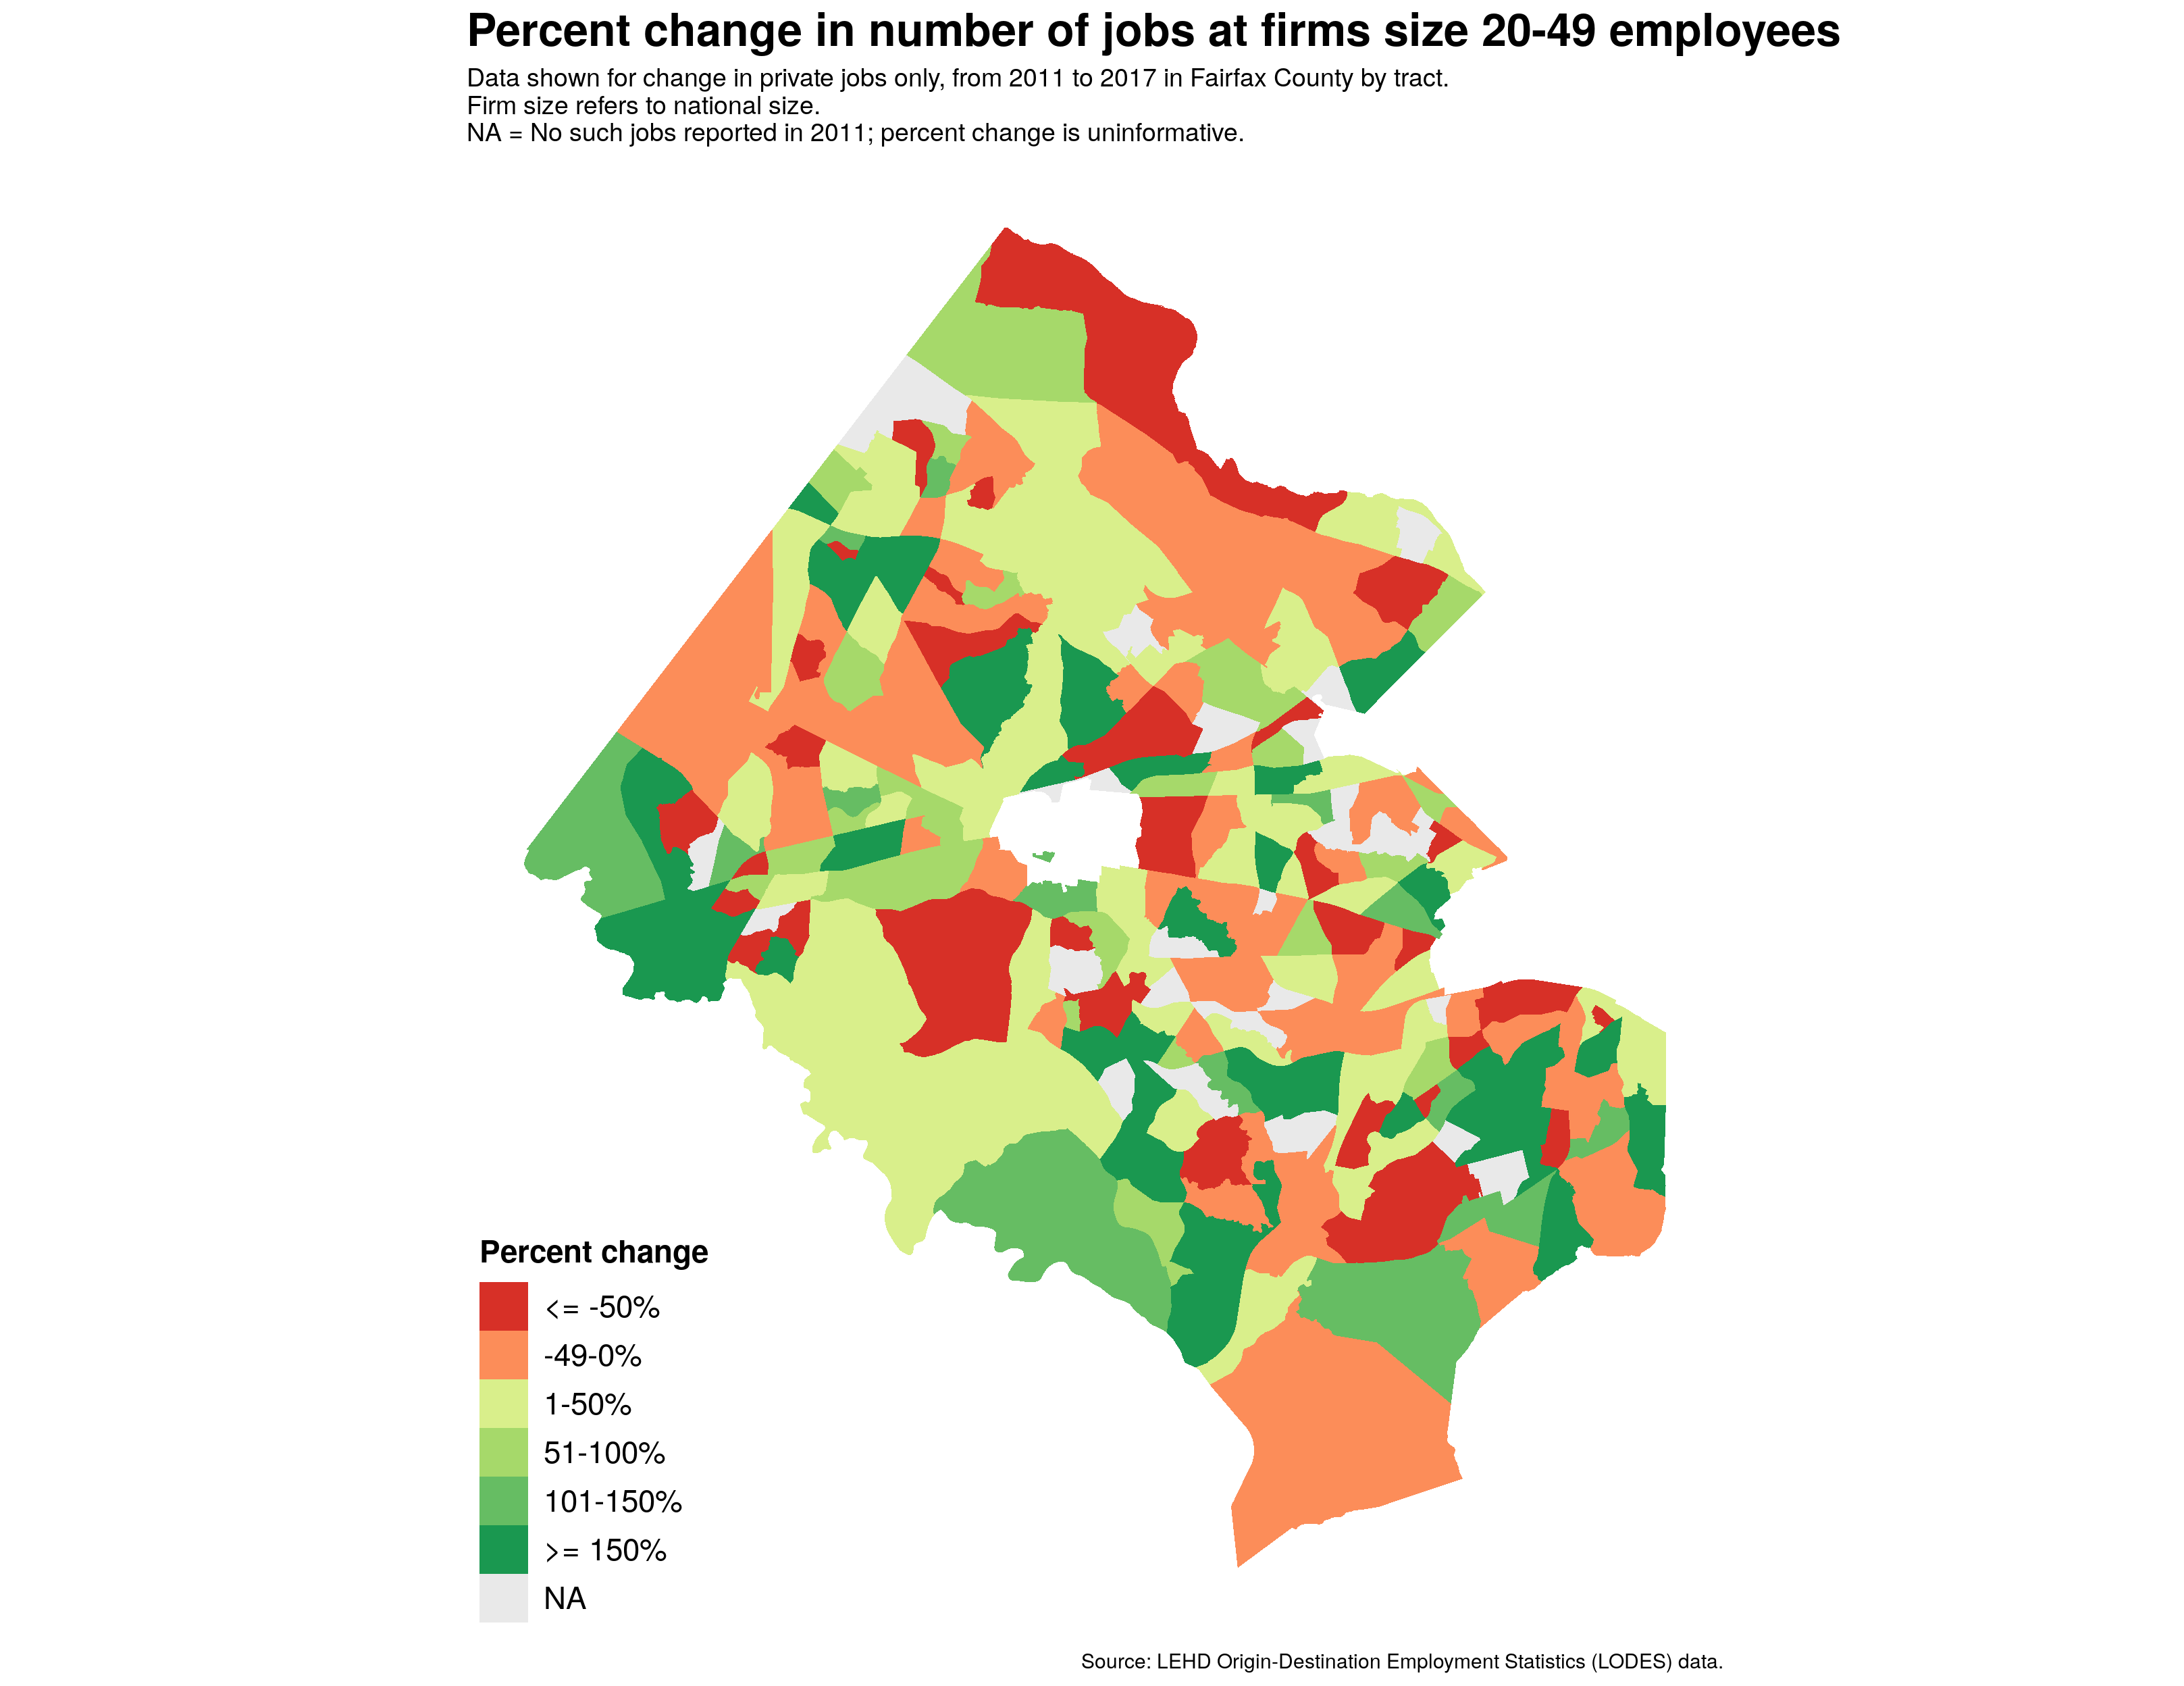 Percent change in number of jobs at firms size 20-49 employees
Data shown for change in private jobs only, from 2011 to 2017 in Fairfax County by tract.
Firm size refers to national size.
NA = No such jobs reported in 2011; percent change is uninformative.
Percent change
<= -50%
-49-0%
1-50%
51-100%
101-150%
>= 150%
NA
Source: LEHD Origin-Destination Employment Statistics (LODES) data.